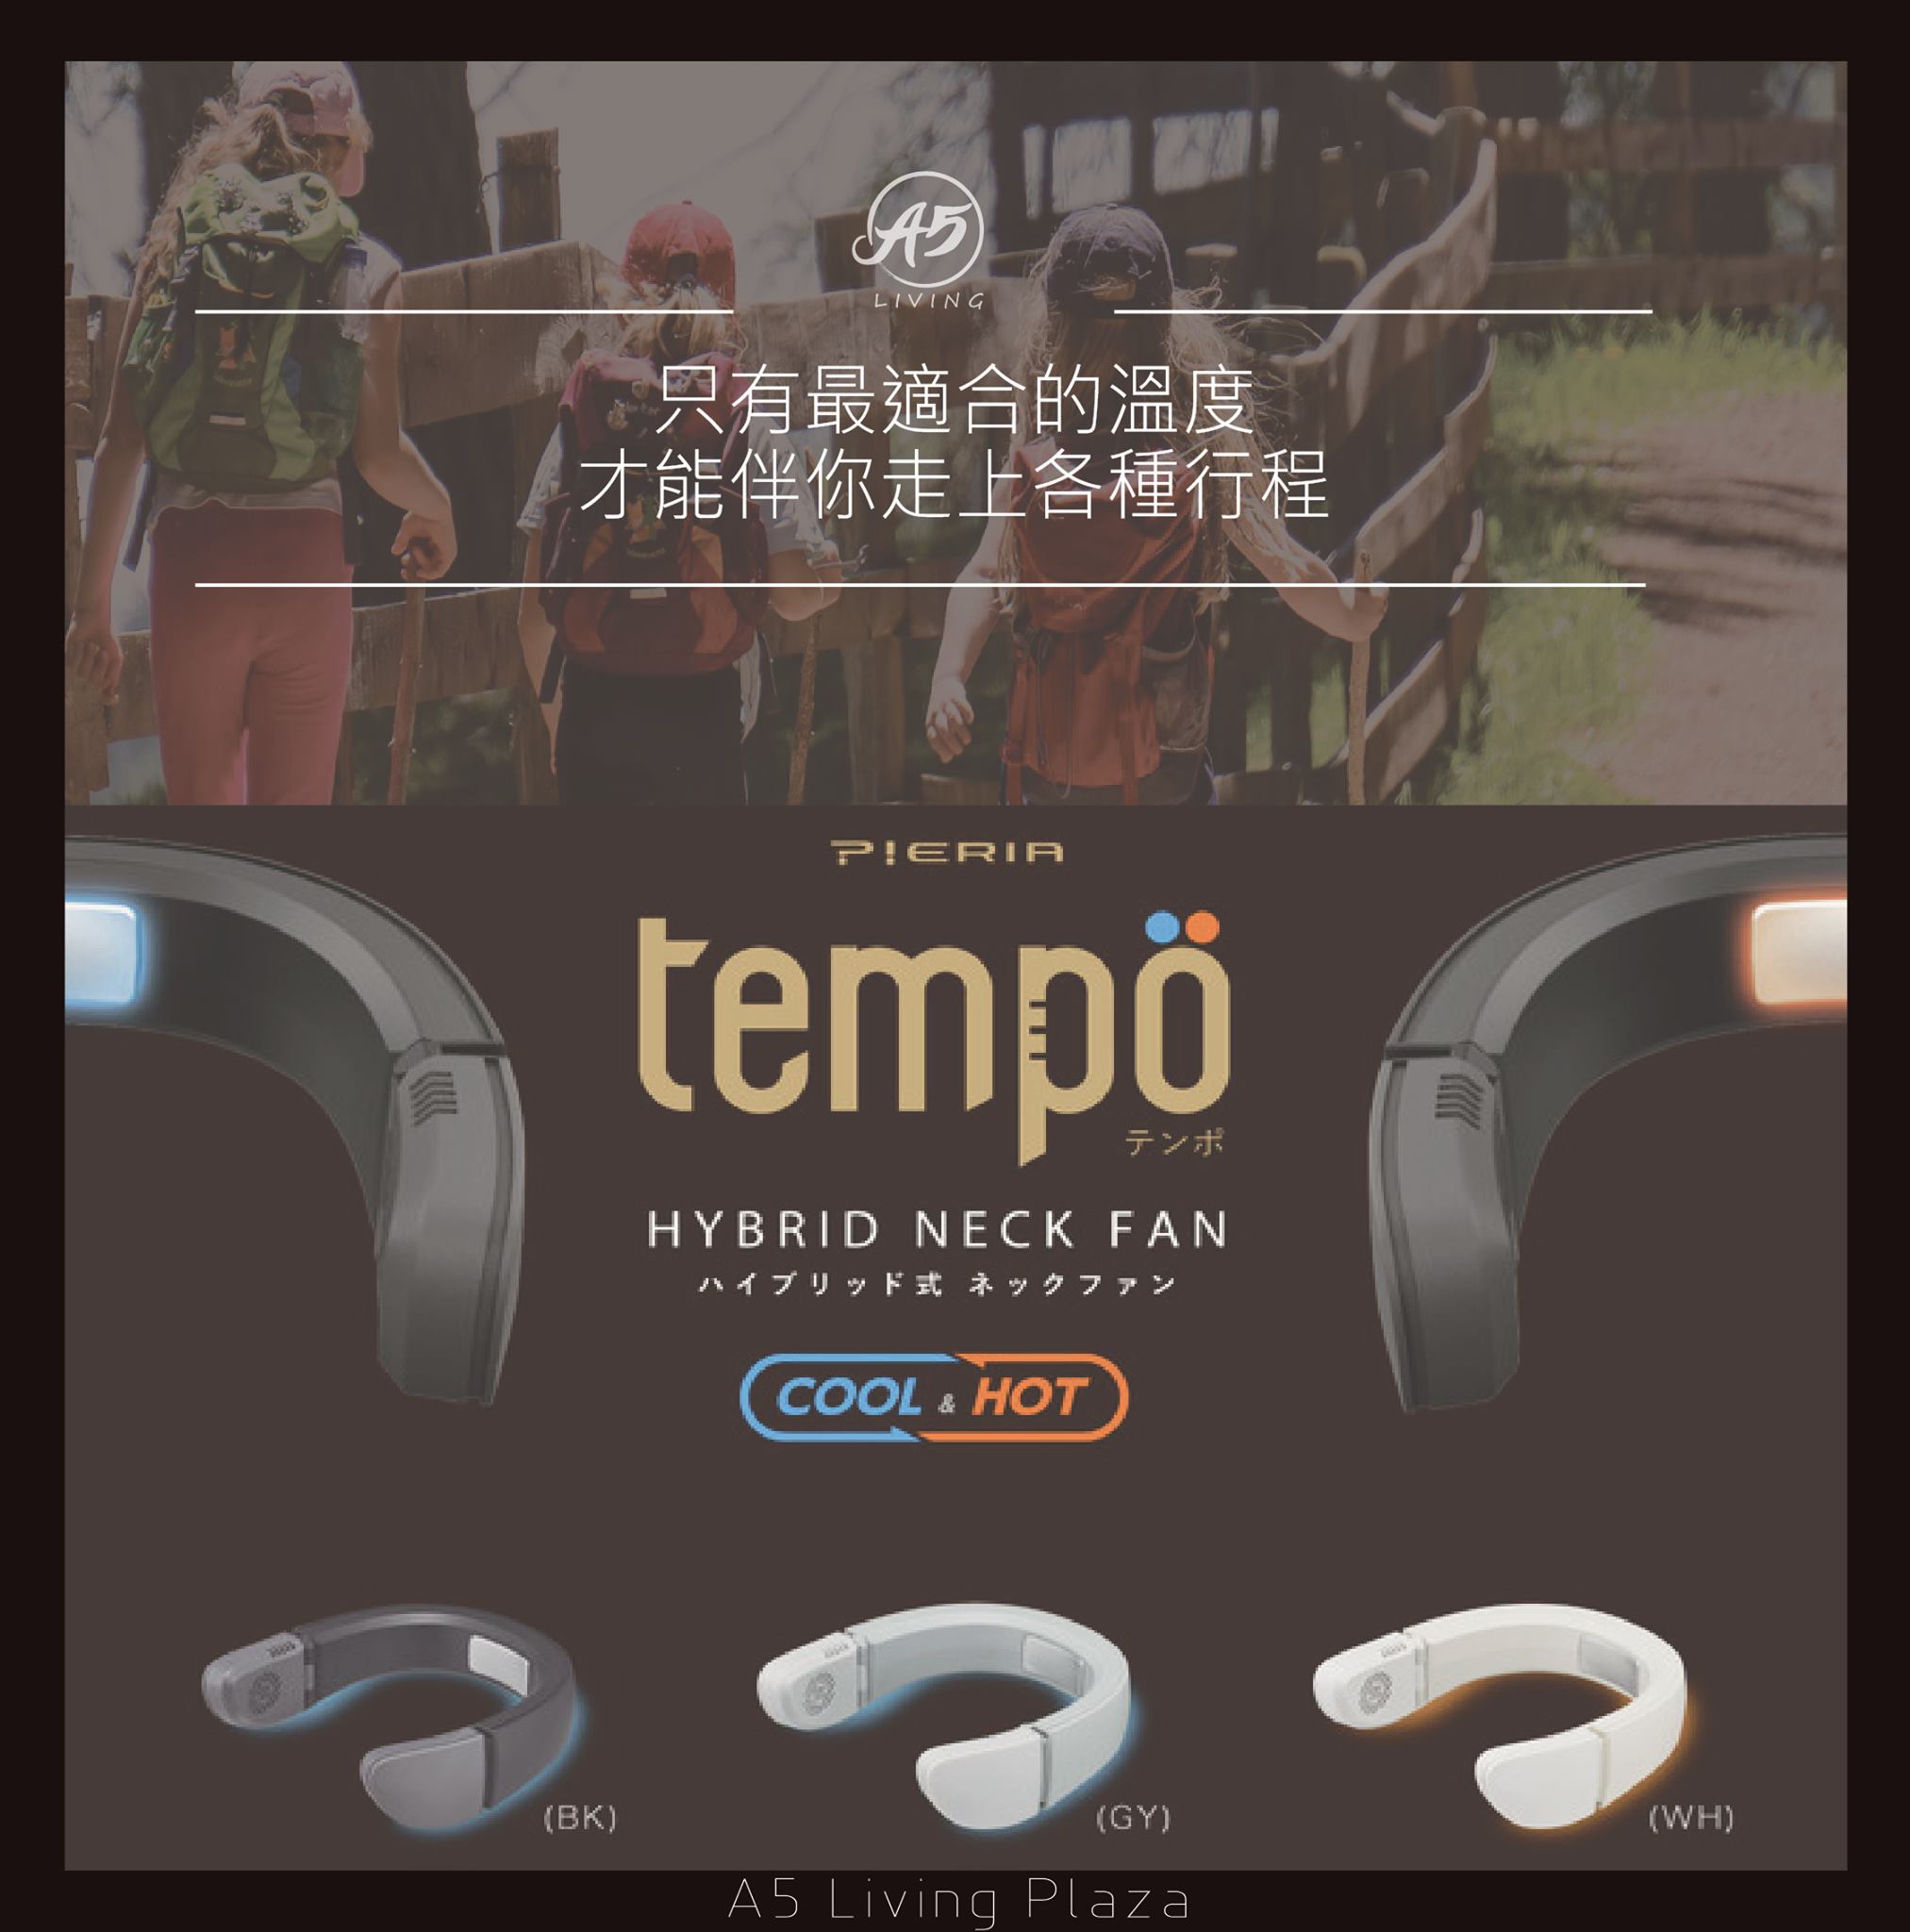 A5
LIVING
只有最適合的溫度
才能伴你走上各種行程
P!ERIA
tempö
テンポ
HYBRID NECK FAN
ハイブリッド式 ネックファン
COOL & HOT
(BK)
(GY)
(WH)
A5 Living Plaza